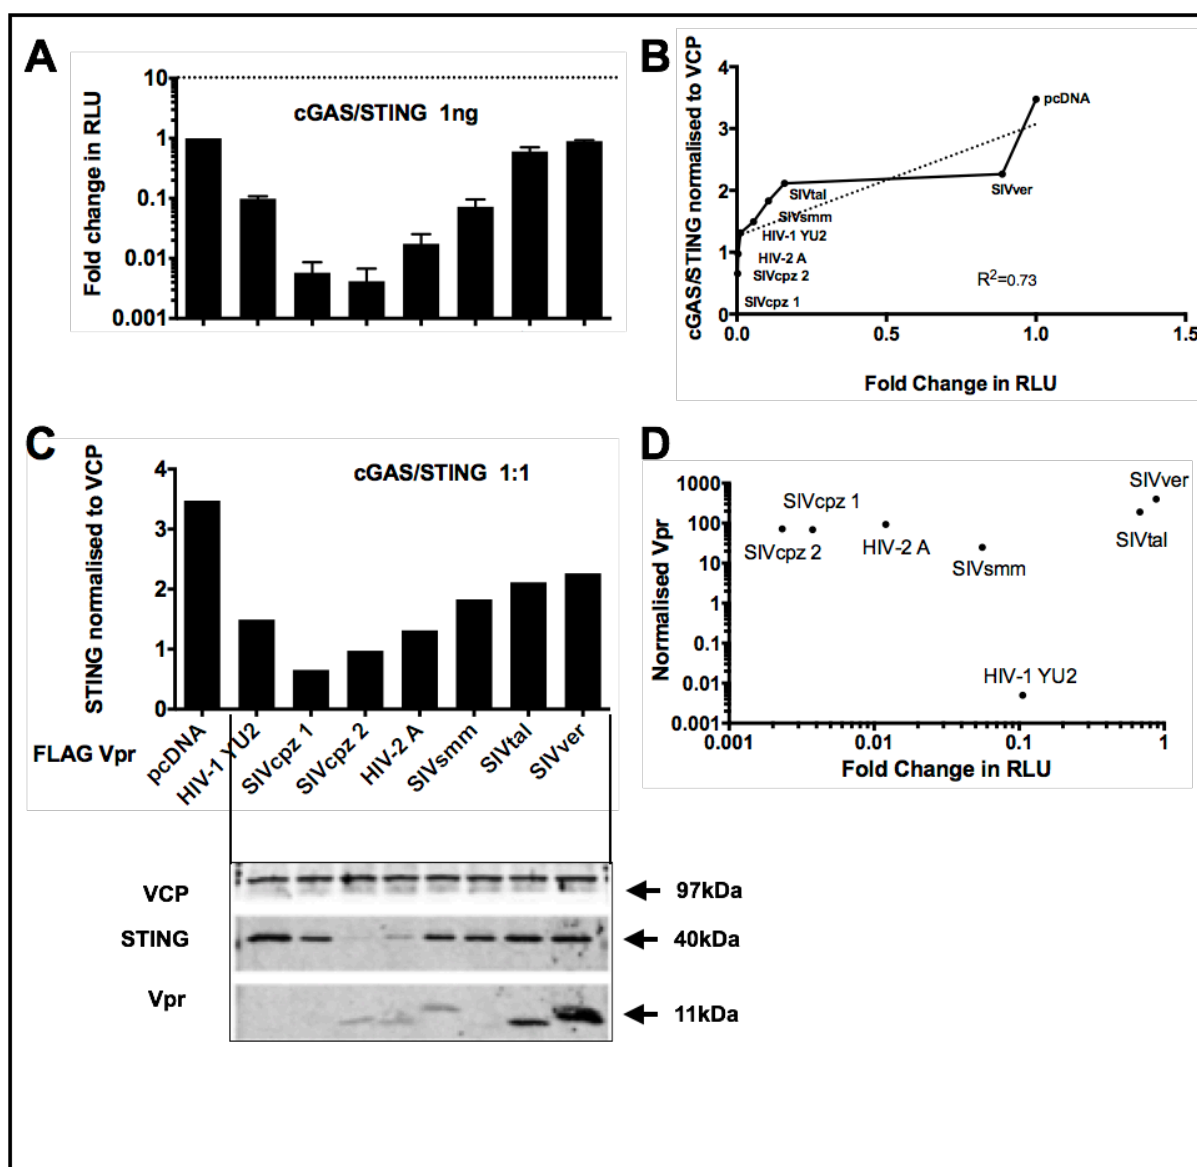 A
Fold change in RLU
10
1
0.1
0.01
0.001
cGAS/STING 1ng
B
cGAS/STING normalised to VCP
4
3
2
1
0
pcDNA
SIVver
SIVtal
SIVsmm
HIV-1 YU2
HIV-2 A
SIVcpz 2
SIVcpz 1
R²=0.73
0.0 0.5 1.0 1.5
Fold Change in RLU
C
STING normalised to VCP
4
3
2
1
0
cGAS/STING 1:1
FLAG Vpr
pcDNA
HIV-1 YU2
SIVcpz 1
SIVcpz 2
HIV-2 A
SIVsmm
SIVtal
SIVver
D
Normalised Vpr
1000
100
10
1
0.1
0.01
0.001
SIVver
SIVcpz 1
SIVtal
SIVcpz 2
HIV-2 A
SIVsmm
HIV-1 YU2
0.001 0.01 0.1 1
Fold Change in RLU
VCP 97kDa
STING 40kDa
Vpr 11kDa